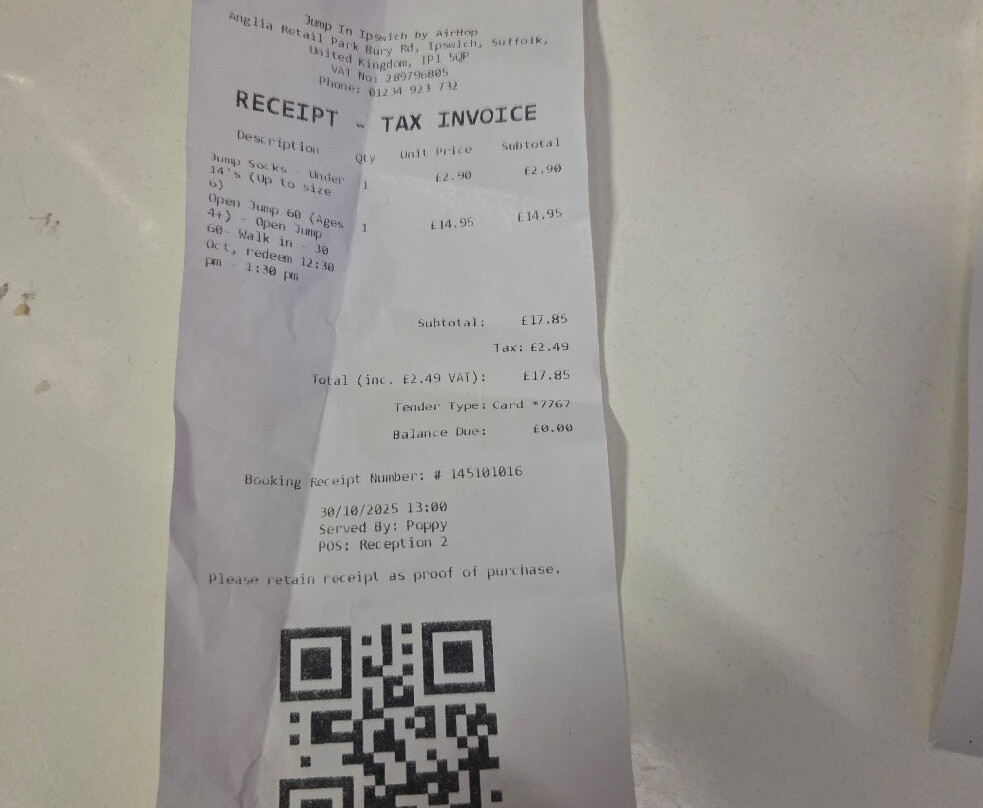 Jump In Ipswich by AirHop
Anglia Retail Park Bury Rd, Ipswich, Suffolk,
United Kingdom, IP1 5QP
VAT No: 289796805
Phone: 01234 923 732
RECEIPT - TAX INVOICE
Description Qty Unit Price Subtotal
Jump Socks - Under 1 £2.90 £2.90
14's (Up to size
6)
Open Jump 60 (Ages 1 £14.95 £14.95
4+) - Open Jump
60- Walk in - 30
Oct, redeem 12:30
pm - 1:30 pm
Subtotal: £17.85
Tax: £2.49
Total (inc. £2.49 VAT): £17.85
Tender Type: Card *7767
Balance Due: £0.00
Booking Receipt Number: # 145101016
30/10/2025 13:00
Served By: Poppy
POS: Reception 2
Please retain receipt as proof of purchase.